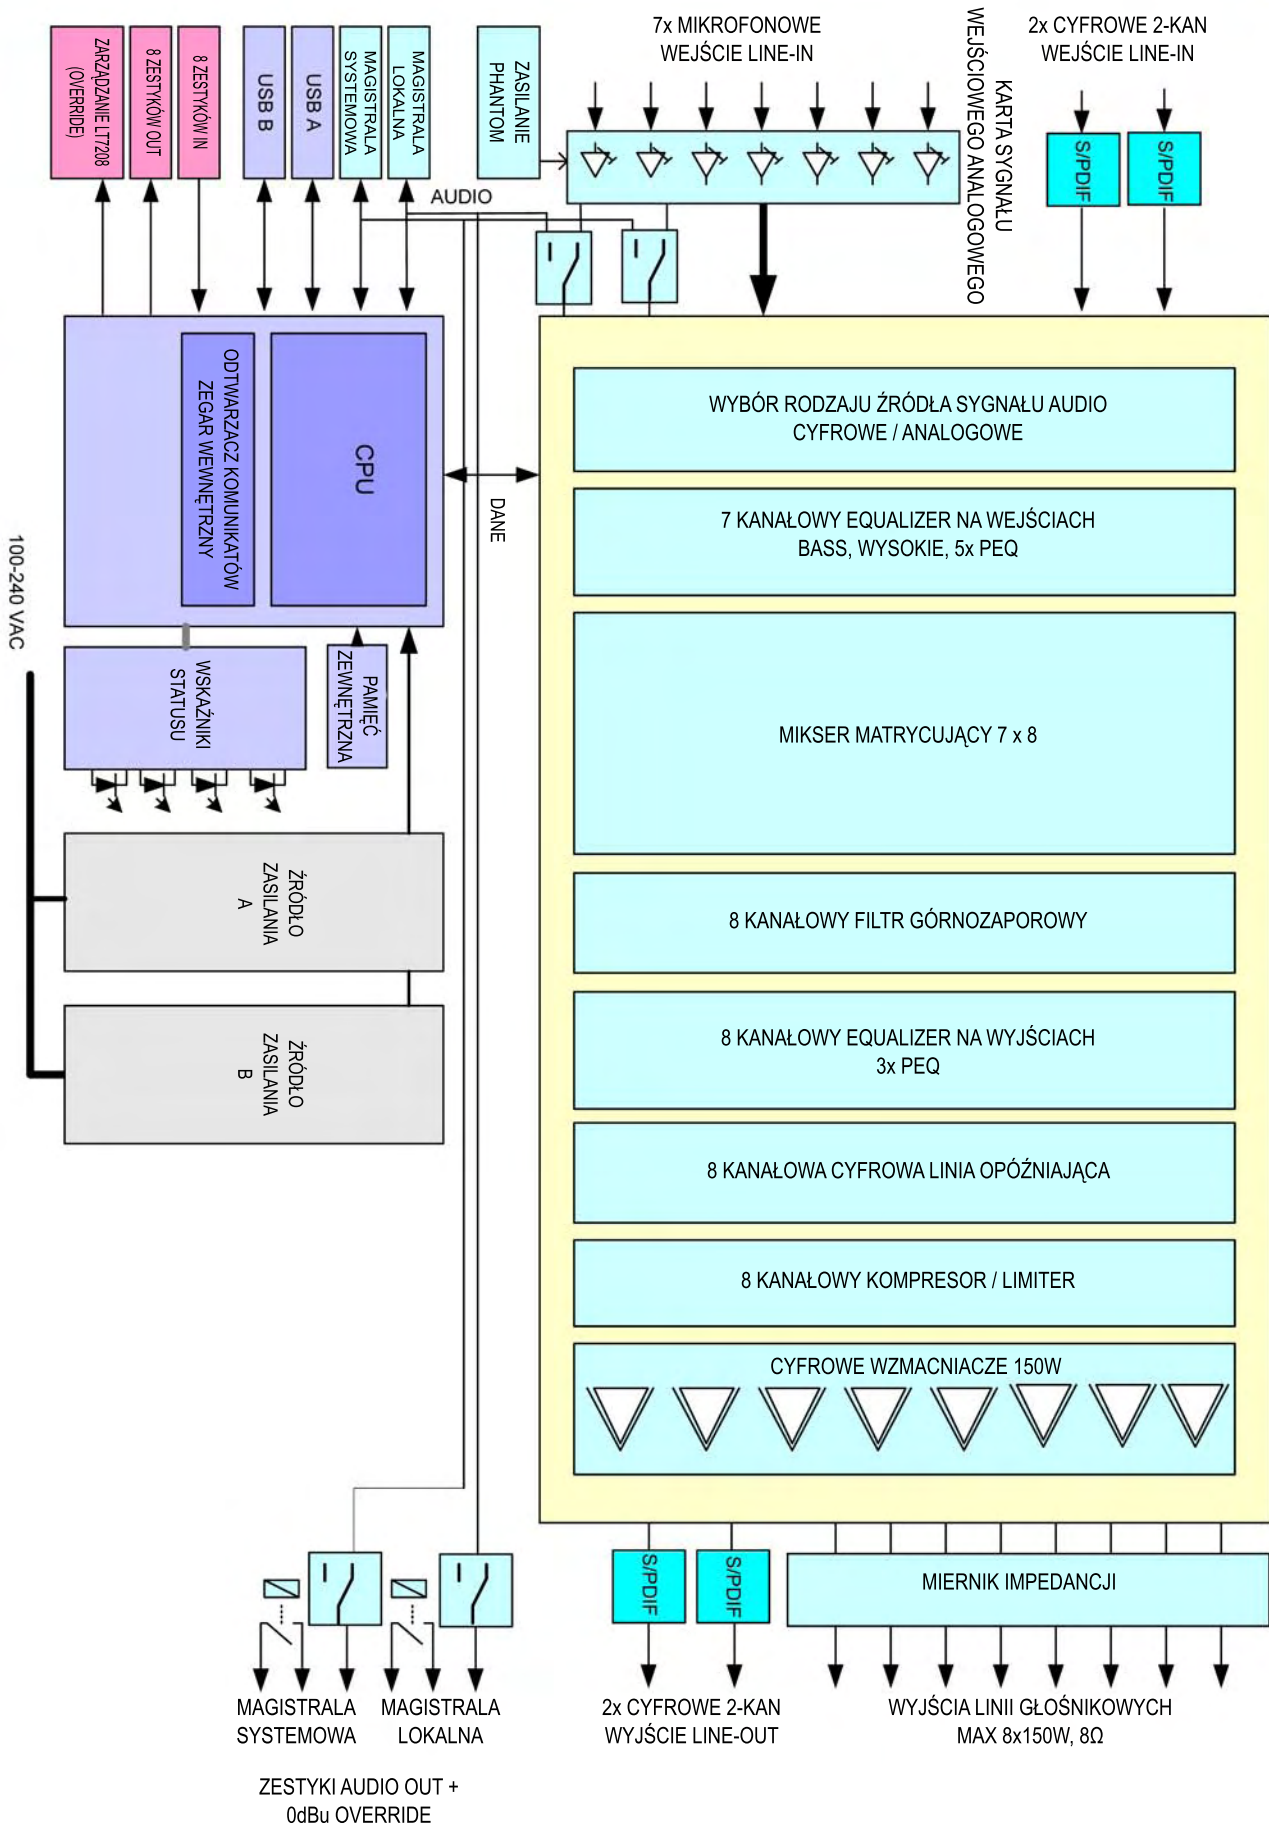 7x MIKROFONOWE
WEJŚCIE LINE-IN
2x CYFROWE 2-KAN
WEJŚCIE LINE-IN
ZARZĄDZANIE LT7208
(OVERRIDE)
8 ZESTYKÓW OUT
8 ZESTYKÓW IN
USB B
USB A
MAGISTRALA
SYSTEMOWA
MAGISTRALA
LOKALNA
ZASILANIE
PHANTOM
KARTA SYGNAŁU
WEJŚCIOWEGO ANALOGOWEGO
S/PDIF
S/PDIF
AUDIO
ODTWARZACZ KOMUNIKATÓW
ZEGAR WEWNĘTRZNY
CPU
DANE
WYBÓR RODZAJU ŹRÓDŁA SYGNAŁU AUDIO
CYFROWE / ANALOGOWE
7 KANAŁOWY EQUALIZER NA WEJŚCIACH
BASS, WYSOKIE, 5x PEQ
100-240 VAC
WSKAŹNIKI
STATUSU
PAMIĘĆ
ZEWNĘTRZNA
MIKSER MATRYCUJĄCY 7 x 8
ŹRÓDŁO
ZASILANIA
A
8 KANAŁOWY FILTR GÓRNOZAPOROWY
ŹRÓDŁO
ZASILANIA
B
8 KANAŁOWY EQUALIZER NA WYJŚCIACH
3x PEQ
8 KANAŁOWA CYFROWA LINIA OPÓŹNIAJĄCA
8 KANAŁOWY KOMPRESOR / LIMITER
CYFROWE WZMACNIACZE 150W
S/PDIF
S/PDIF
MIERNIK IMPEDANCJI
MAGISTRALA
SYSTEMOWA
MAGISTRALA
LOKALNA
2x CYFROWE 2-KAN
WYJŚCIE LINE-OUT
WYJŚCIA LINII GŁOŚNIKOWYCH
MAX 8x150W, 8Ω
ZESTYKI AUDIO OUT +
0dBu OVERRIDE